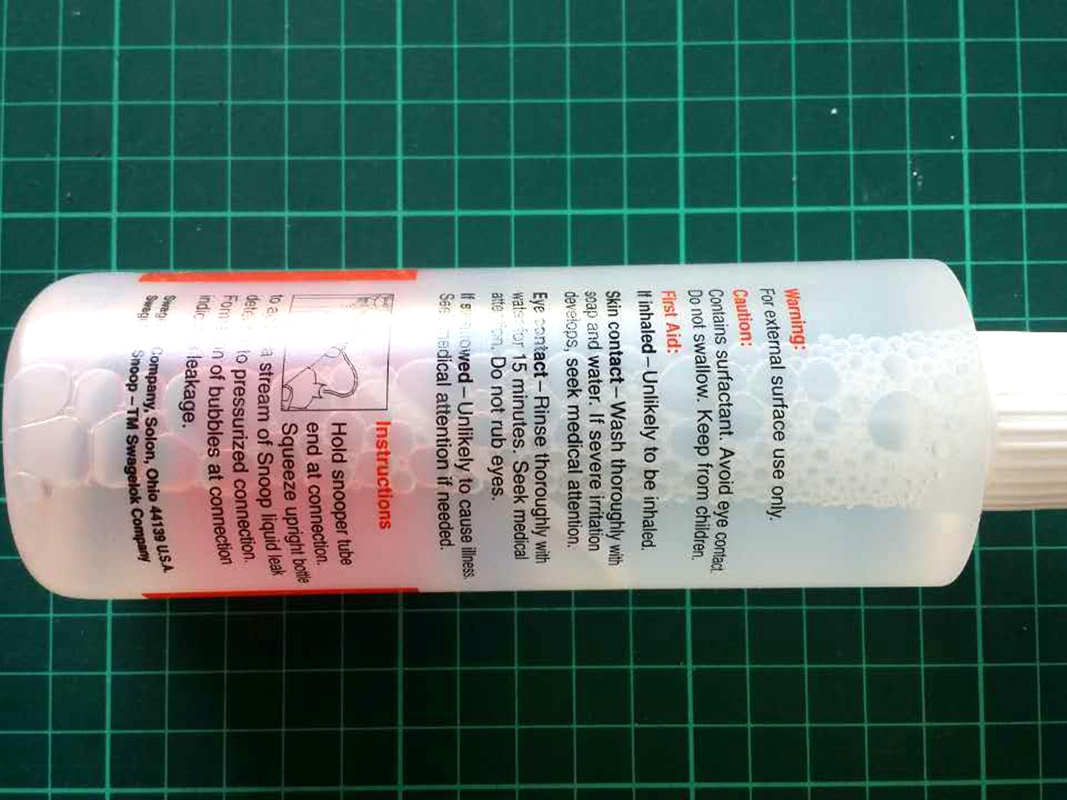 Warning:
For external surface use only.
Caution:
Contains surfactant. Avoid eye contact.
Do not swallow. Keep from children.
First Aid:
If inhaled – Unlikely to be inhaled.
Skin contact – Wash thoroughly with
soap and water. If severe irritation
develops, seek medical attention.
Eye contact – Rinse thoroughly with
water for 15 minutes. Seek medical
attention. Do not rub eyes.
If swallowed – Unlikely to cause illness.
See medical attention if needed.
Instructions
Hold snooper tube
end at connection.
Squeeze upright bottle
to a stream of Snoop liquid leak
to pressurized connection.
of bubbles at connection
leakage.
Company, Solon, Ohio 44139 U.S.A.
Snoop – TM Swagelok Company